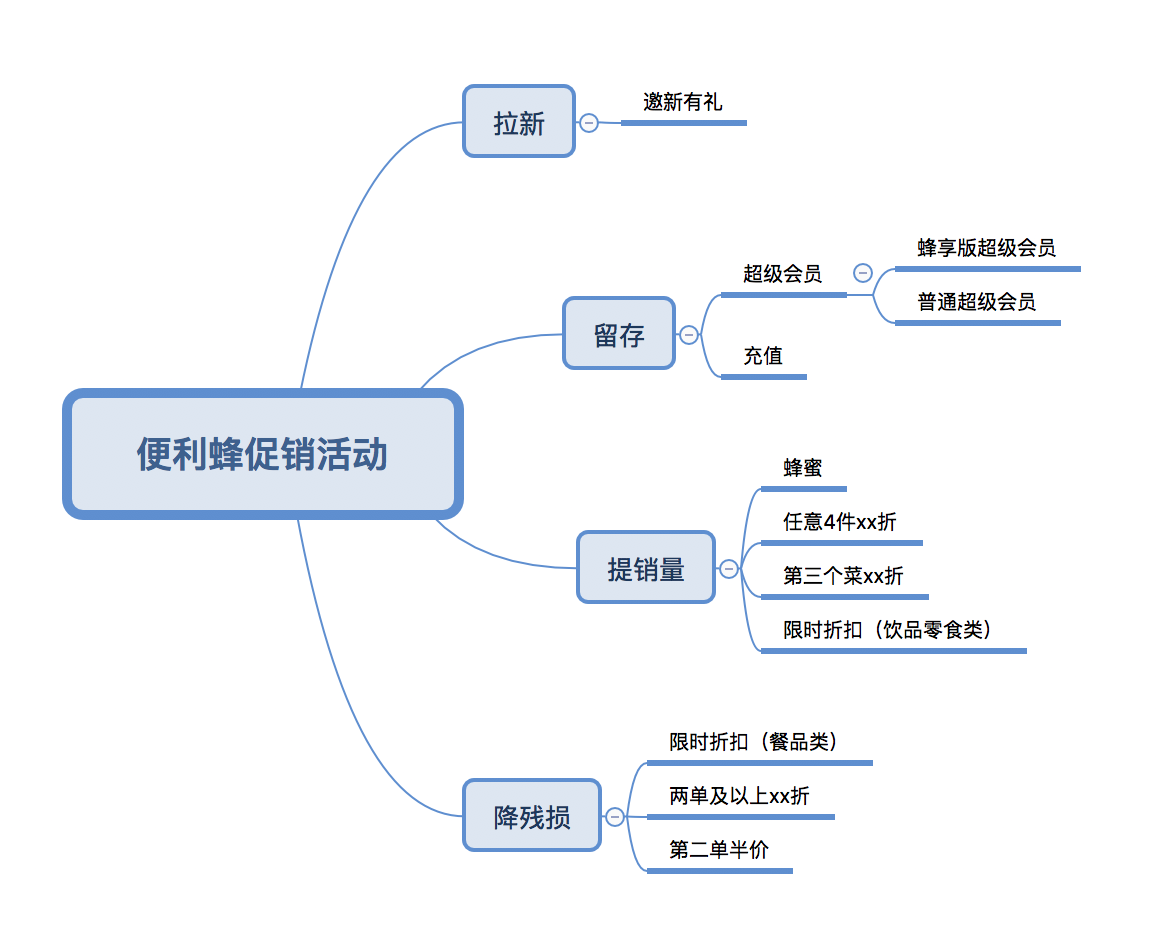 便利蜂促销活动
拉新
邀新有礼
留存
超级会员
蜂享版超级会员
普通超级会员
充值
提销量
蜂蜜
任意4件xx折
第三个菜xx折
限时折扣（饮品零食类）
降残损
限时折扣（餐品类）
两单及以上xx折
第二单半价